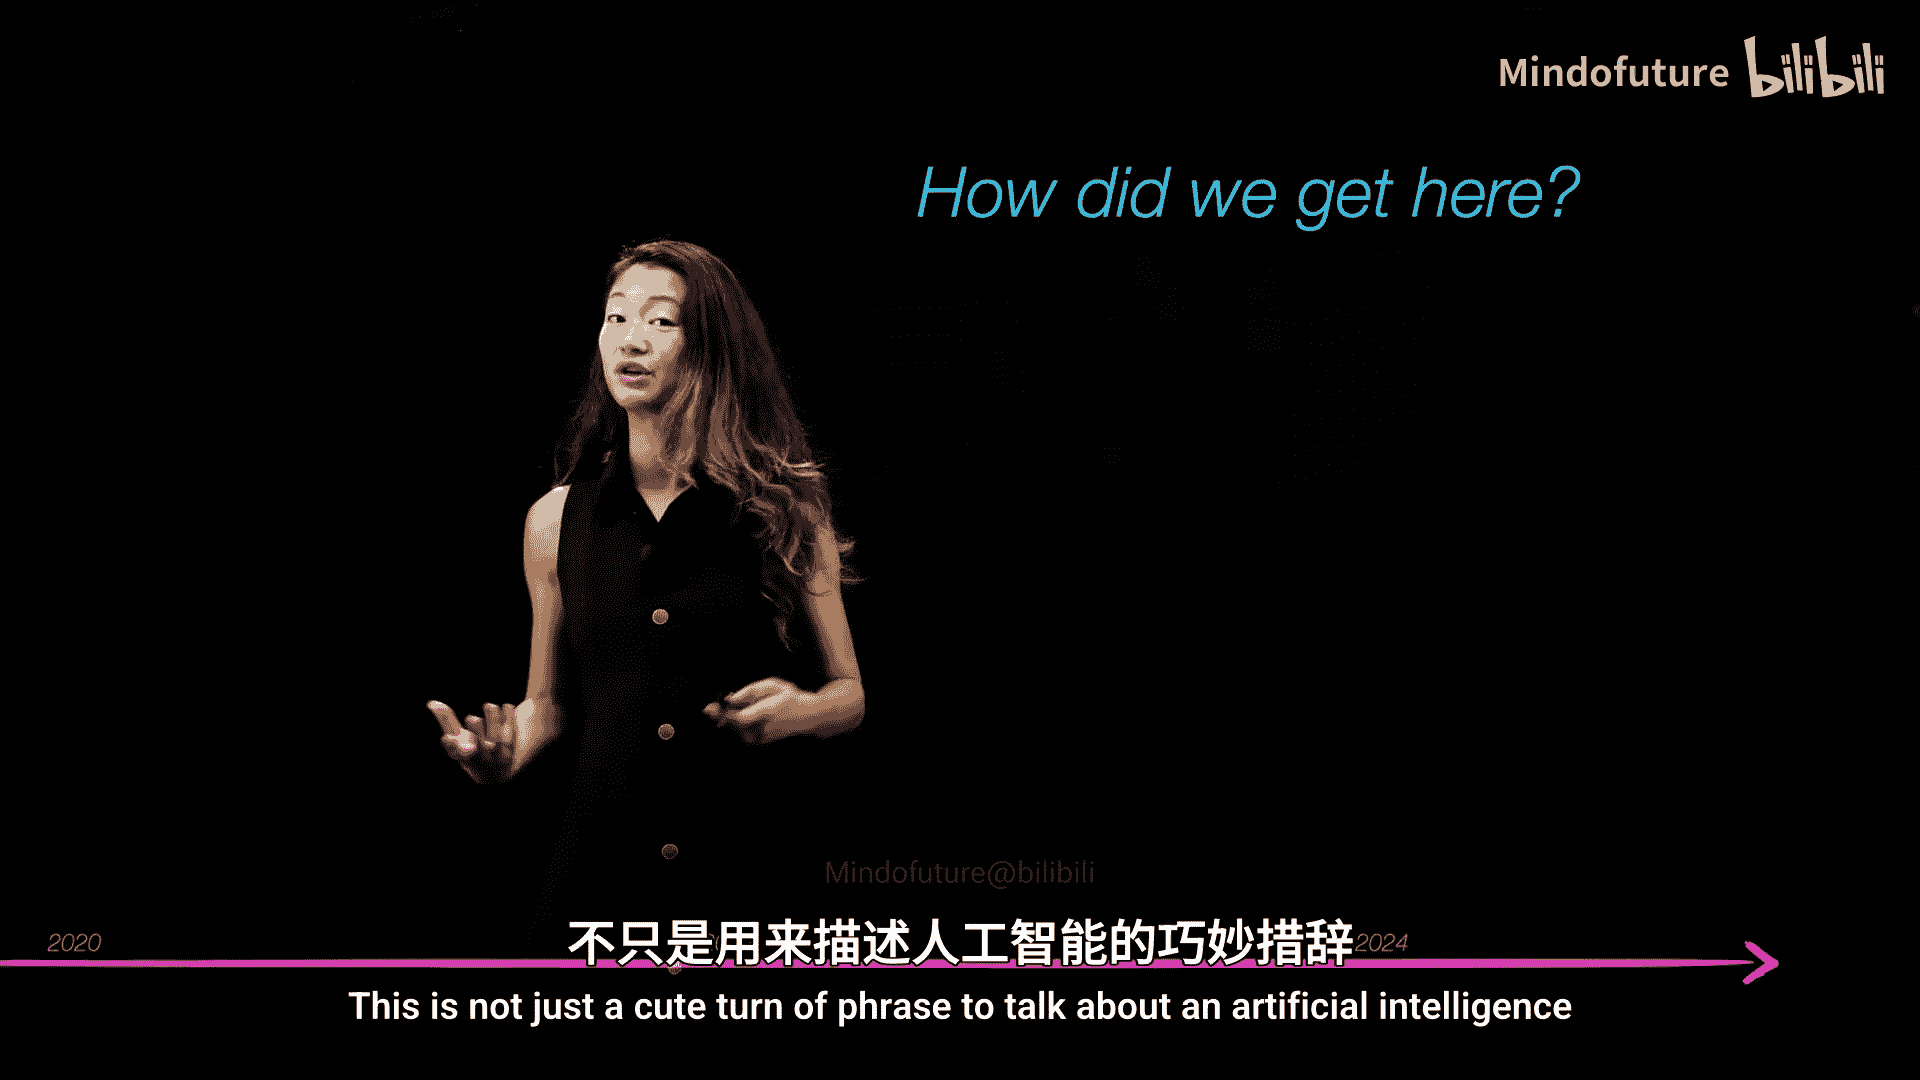 Mindofuture bilibili
How did we get here?
Mindofuture@bilibili
2020
2024
不只是用来描述人工智能的巧妙措辞
This is not just a cute turn of phrase to talk about an artificial intelligence